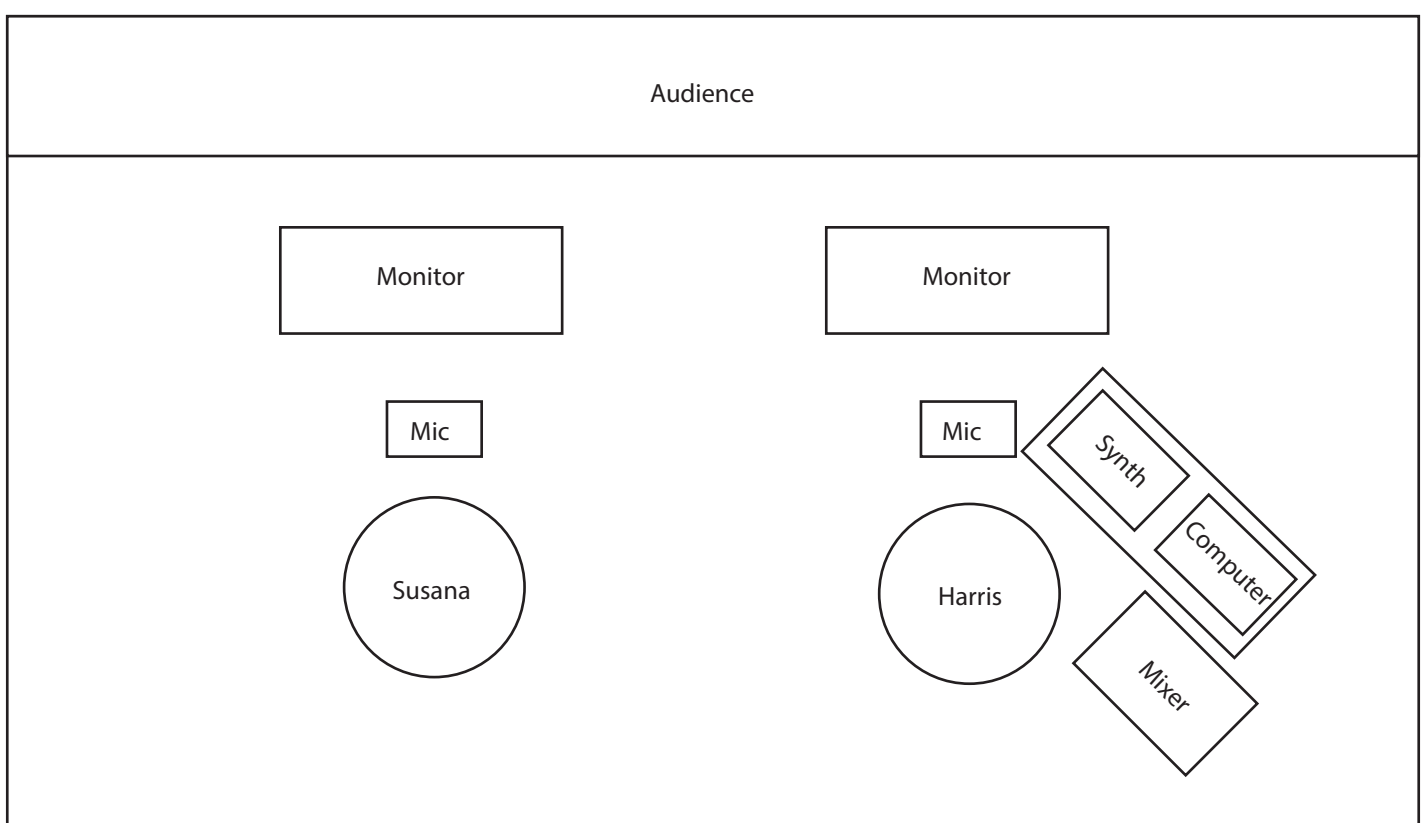 Audience
Monitor
Monitor
Mic
Mic
Synth
Computer
Susana
Harris
Mixer